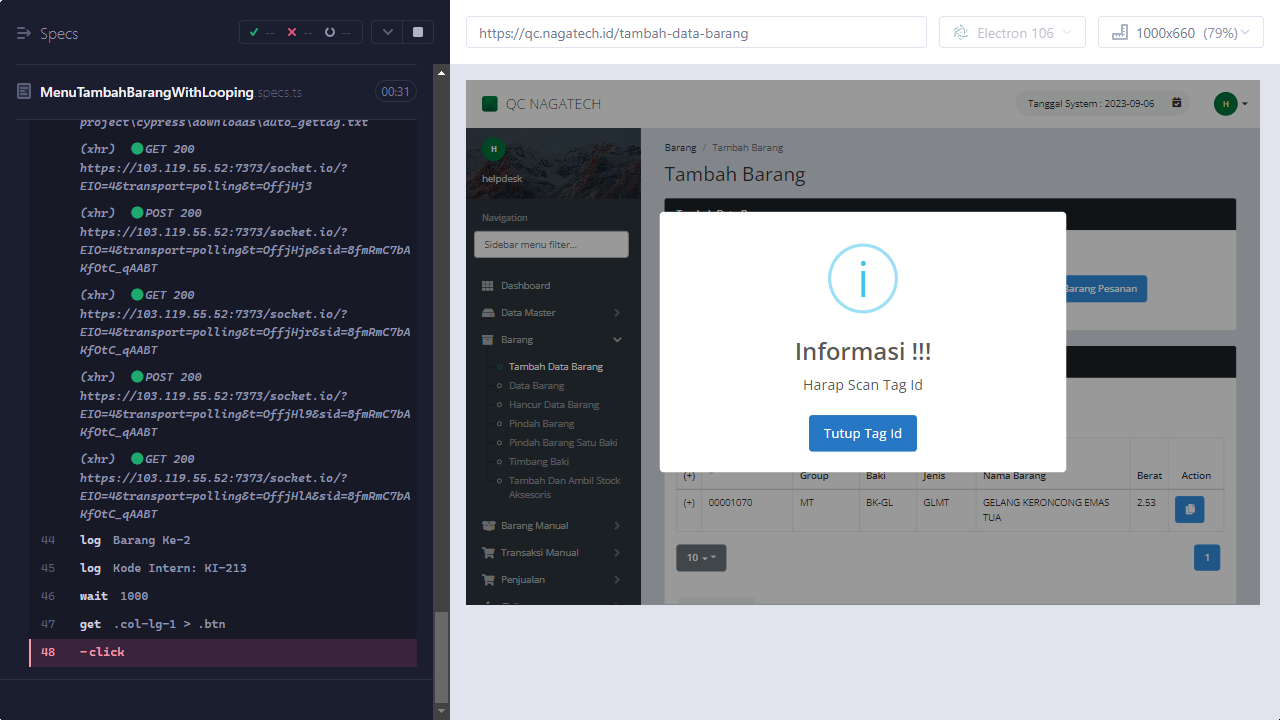 Specs
-- -- --
MenuTambahBarangWithLooping.specs.ts 00:31
project\cypress\downloads\auto_gettag.txt
(xhr) GET 200
https://103.119.55.52:7373/socket.io/?
EIO=4&transport=polling&t=OffjHj3
(xhr) POST 200
https://103.119.55.52:7373/socket.io/?
EIO=4&transport=polling&t=OffjHjp&sid=8fmRmC7bA
KfOtC_qAABT
(xhr) GET 200
https://103.119.55.52:7373/socket.io/?
EIO=4&transport=polling&t=OffjHjr&sid=8fmRmC7bA
KfOtC_qAABT
(xhr) POST 200
https://103.119.55.52:7373/socket.io/?
EIO=4&transport=polling&t=OffjHl9&sid=8fmRmC7bA
KfOtC_qAABT
(xhr) GET 200
https://103.119.55.52:7373/socket.io/?
EIO=4&transport=polling&t=OffjHlA&sid=8fmRmC7bA
KfOtC_qAABT
44 log Barang Ke-2
45 log Kode Intern: KI-213
46 wait 1000
47 get .col-lg-1 > .btn
48 -click
https://qc.nagatech.id/tambah-data-barang
Electron 106
1000x660 (79%)
QC NAGATECH
Tanggal System : 2023-09-06
H
H
helpdesk
Navigation
Sidebar menu filter...
Dashboard
Data Master
Barang
Tambah Data Barang
Data Barang
Hancur Data Barang
Pindah Barang
Pindah Barang Satu Baki
Timbang Baki
Tambah Dan Ambil Stock
Aksesoris
Barang Manual
Transaksi Manual
Penjualan
Barang / Tambah Barang
Tambah Barang
Barang Pesanan
i
Informasi !!!
Harap Scan Tag Id
Tutup Tag Id
(+) Group Baki Jenis Nama Barang Berat Action
(+) 00001070 MT BK-GL GLMT GELANG KERONCONG EMAS
TUA 2.53
10
1